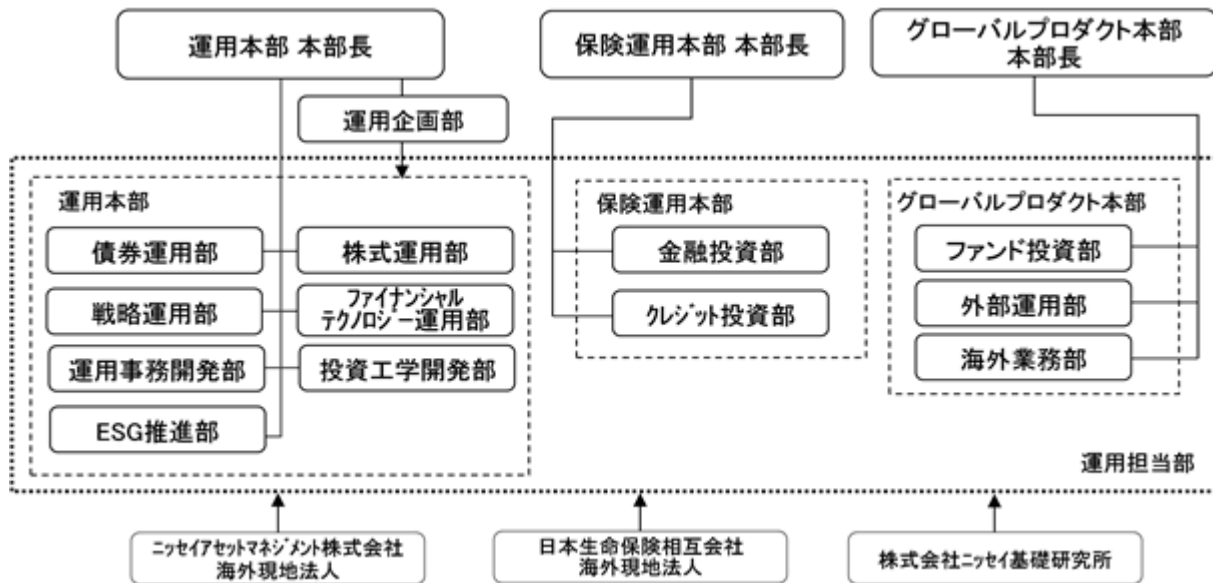 運用本部 本部長
保険運用本部 本部長
グローバルプロダクト本部
本部長
運用企画部
運用本部
債券運用部
株式運用部
戦略運用部
ファイナンシャル
テクノロジー運用部
運用事務開発部
投資工学開発部
ESG推進部
保険運用本部
金融投資部
クレジット投資部
グローバルプロダクト本部
ファンド投資部
外部運用部
海外業務部
運用担当部
ニッセイアセットマネジメント株式会社
海外現地法人
日本生命保険相互会社
海外現地法人
株式会社ニッセイ基礎研究所